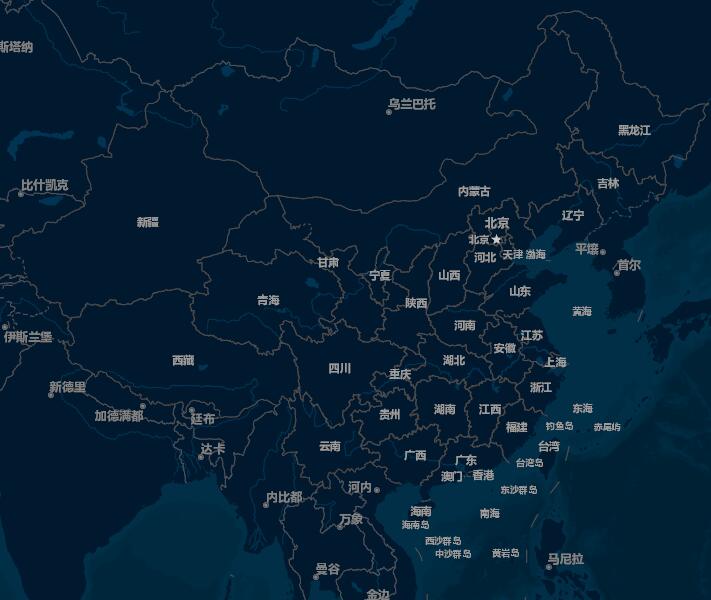 斯塔纳
乌兰巴托
黑龙江
比什凯克
吉林
内蒙古
新疆
北京
辽宁
北京
平壤
天津
渤海
河北
甘肃
首尔
宁夏
山西
山东
青海
陕西
黄海
河南
江苏
伊斯兰堡
安徽
西藏
四川
湖北
上海
重庆
新德里
浙江
加德满都
廷布
贵州
湖南
江西
东海
福建
钓鱼岛
赤尾屿
云南
达卡
广西
广东
台湾
台湾岛
澳门
香港
河内
东沙群岛
内比都
海南
南海
万象
海南岛
西沙群岛
中沙群岛
黄岩岛
马尼拉
曼谷
金边